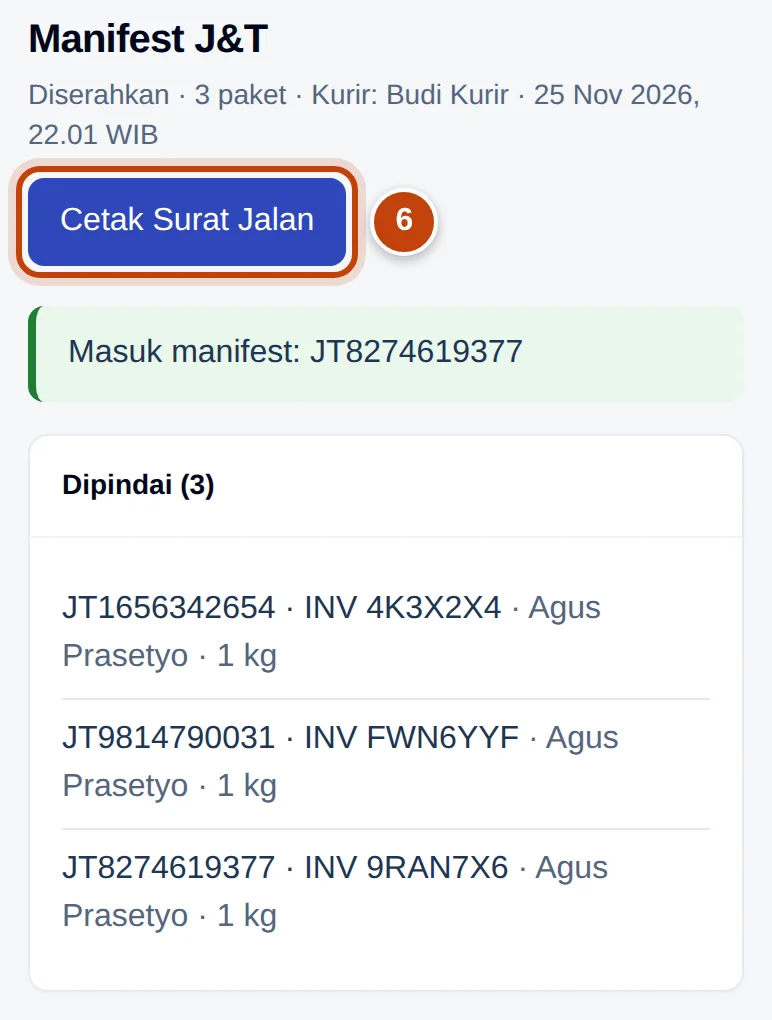 Manifest J&T
Diserahkan · 3 paket · Kurir: Budi Kurir · 25 Nov 2026,
22.01 WIB
Cetak Surat Jalan
6
Masuk manifest: JT8274619377
Dipindai (3)
JT1656342654 · INV 4K3X2X4 · Agus
Prasetyo · 1 kg
JT9814790031 · INV FWN6YYF · Agus
Prasetyo · 1 kg
JT8274619377 · INV 9RAN7X6 · Agus
Prasetyo · 1 kg